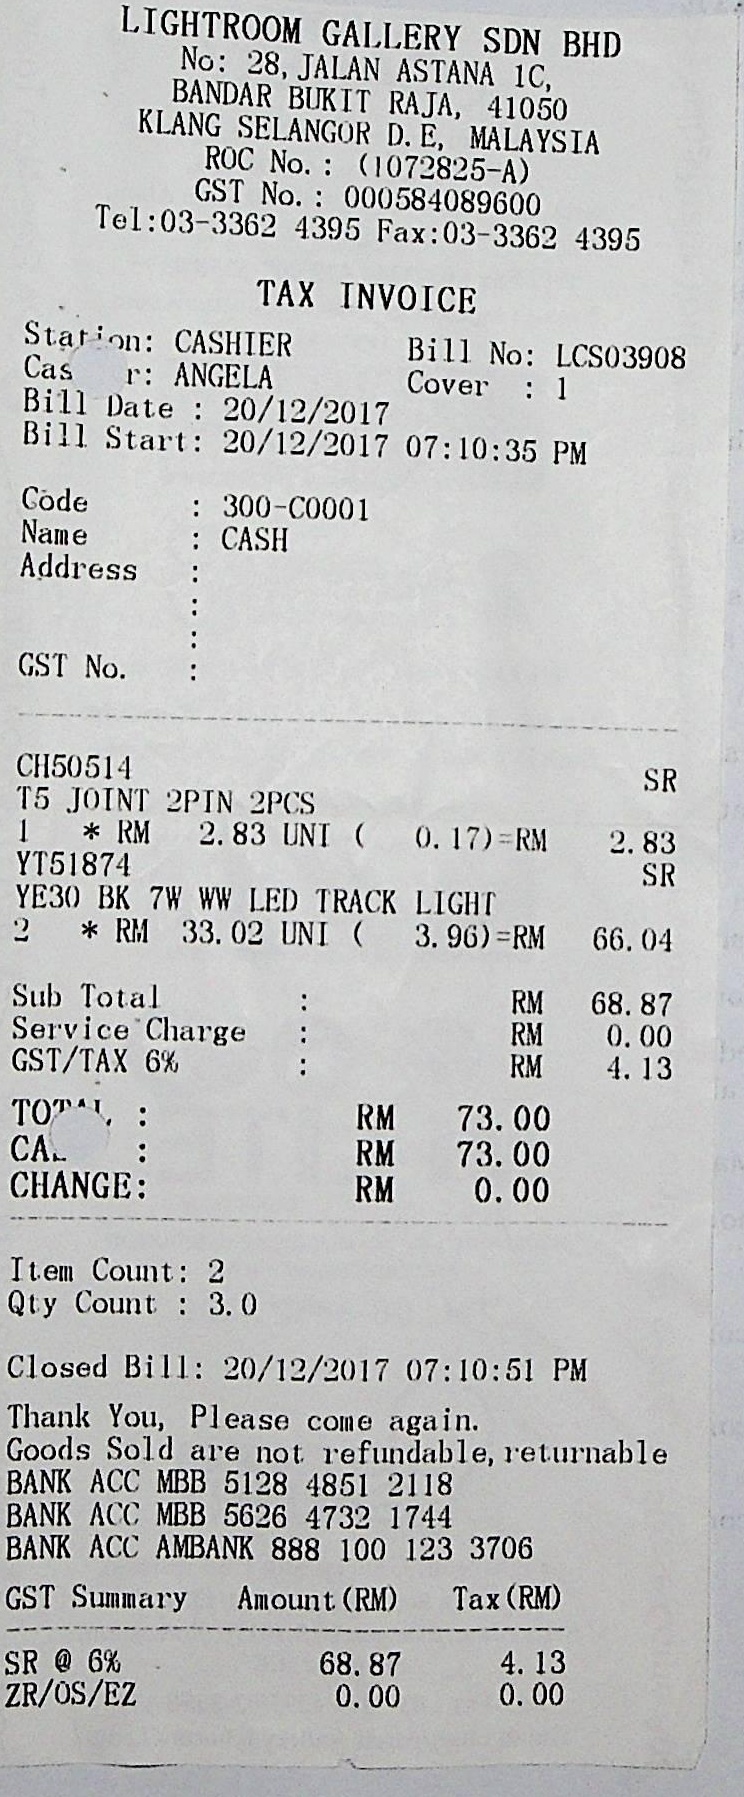 LIGHTROOM GALLERY SDN BHD
No: 28, JALAN ASTANA 1C,
BANDAR BUKIT RAJA, 41050
KLANG SELANGOR D.E, MALAYSIA
ROC No.: (1072825-A)
GST No.: 000584089600
Tel:03-3362 4395 Fax:03-3362 4395
TAX INVOICE
Station: CASHIER Bill No: LCS03908
r: ANGELA Cover : 1
Bill Date : 20/12/2017
Bill Start: 20/12/2017 07:10:35 PM
Code : 300-C0001
Name : CASH
Address :
:
:
GST No. :
CH50514 SR
T5 JOINT 2PIN 2PCS
1 * RM 2.83 UNI ( 0.17)=RM 2.83
YT51874 SR
YE30 BK 7W WW LED TRACK LIGHT
2 * RM 33.02 UNI ( 3.96)=RM 66.04
Sub Total : RM 68.87
Service Charge : RM 0.00
GST/TAX 6% : RM 4.13
TOTAL : RM 73.00
: RM 73.00
CHANGE: RM 0.00
Item Count: 2
Qty Count : 3.0
Closed Bill: 20/12/2017 07:10:51 PM
Thank You, Please come again.
Goods Sold are not refundable, returnable
BANK ACC MBB 5128 4851 2118
BANK ACC MBB 5626 4732 1744
BANK ACC AMBANK 888 100 123 3706
GST Summary Amount(RM) Tax(RM)
SR @ 6% 68.87 4.13
ZR/OS/EZ 0.00 0.00